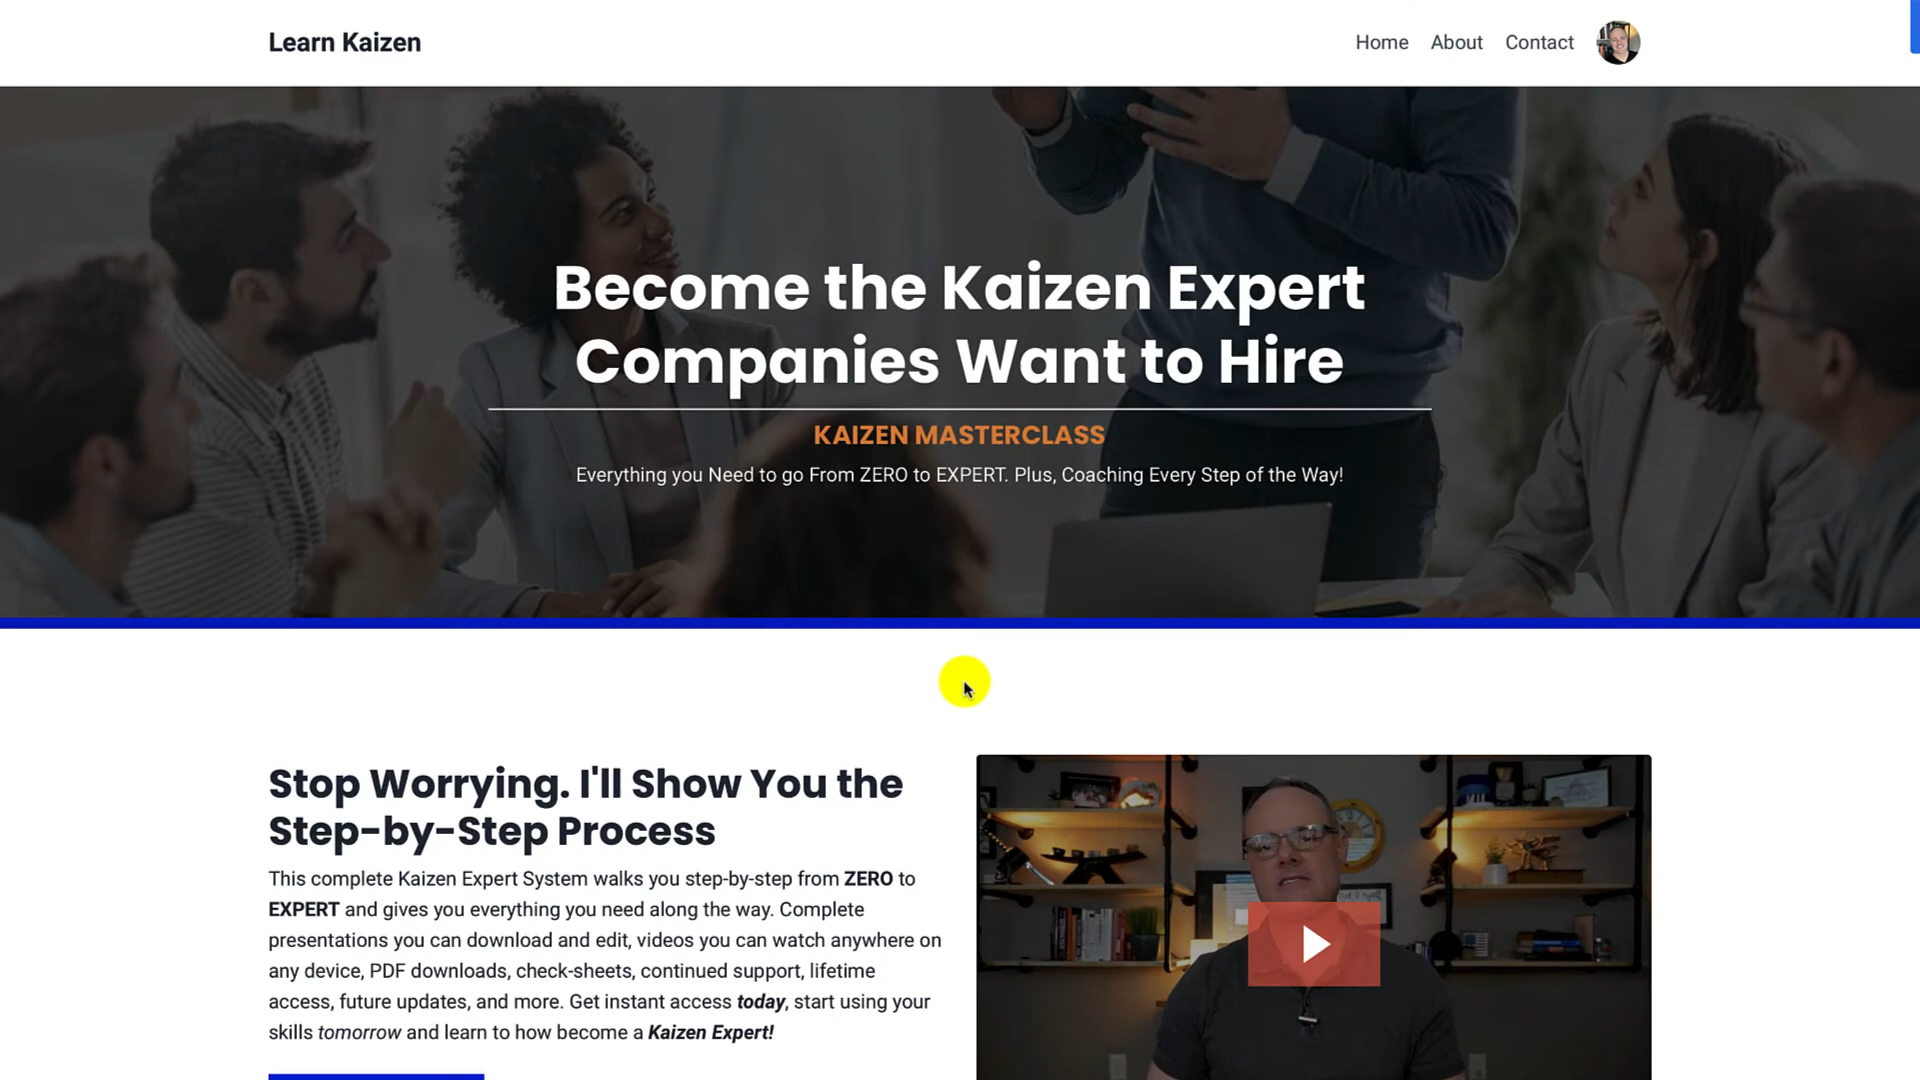 Learn Kaizen
Home About Contact
Become the Kaizen Expert
Companies Want to Hire
KAIZEN MASTERCLASS
Everything you Need to go From ZERO to EXPERT. Plus, Coaching Every Step of the Way!
Stop Worrying. I'll Show You the
Step-by-Step Process
This complete Kaizen Expert System walks you step-by-step from ZERO to
EXPERT and gives you everything you need along the way. Complete
presentations you can download and edit, videos you can watch anywhere on
any device, PDF downloads, check-sheets, continued support, lifetime
access, future updates, and more. Get instant access today, start using your
skills tomorrow and learn to how become a Kaizen Expert!